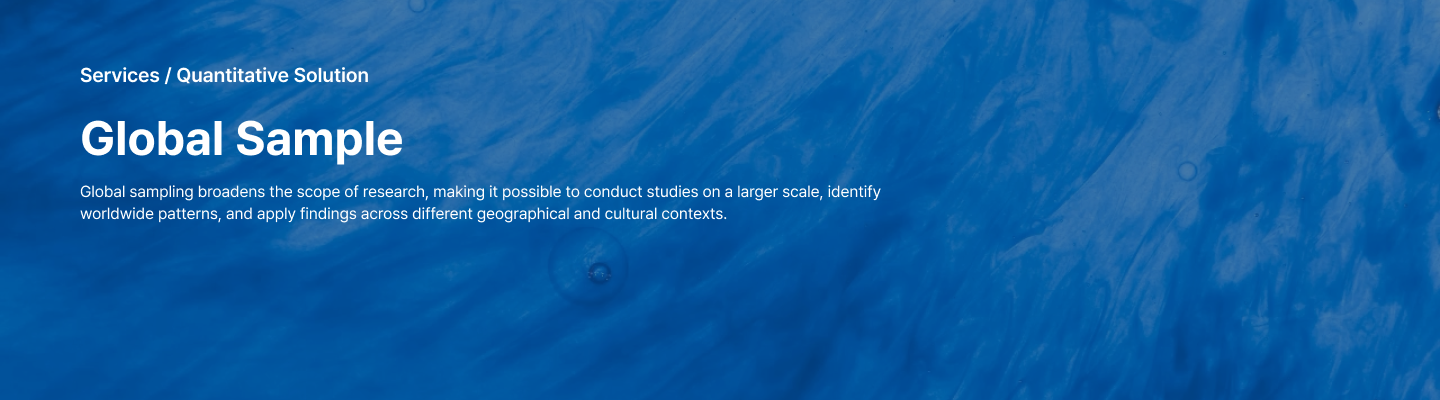 Services / Quantitative Solution
Global Sample
Global sampling broadens the scope of research, making it possible to conduct studies on a larger scale, identify
worldwide patterns, and apply findings across different geographical and cultural contexts.